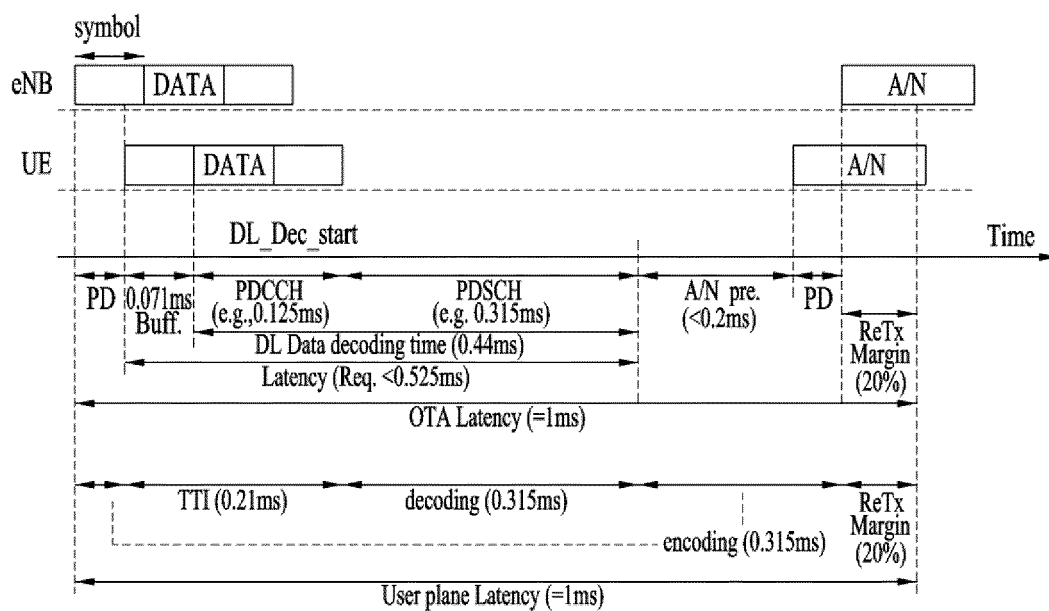 symbol
eNB DATA A/N
UE DATA A/N
DL_Dec_start Time
PD 0.071ms PDCCH PDSCH A/N pre. PD
Buff. (e.g.,0.125ms) (e.g. 0.315ms) (<0.2ms)
DL Data decoding time (0.44ms) ReTx
Latency (Req. <0.525ms) Margin
(20%)
OTA Latency (=1ms)
TTI (0.21ms) decoding (0.315ms) ReTx
encoding (0.315ms) Margin
(20%)
User plane Latency (=1ms)